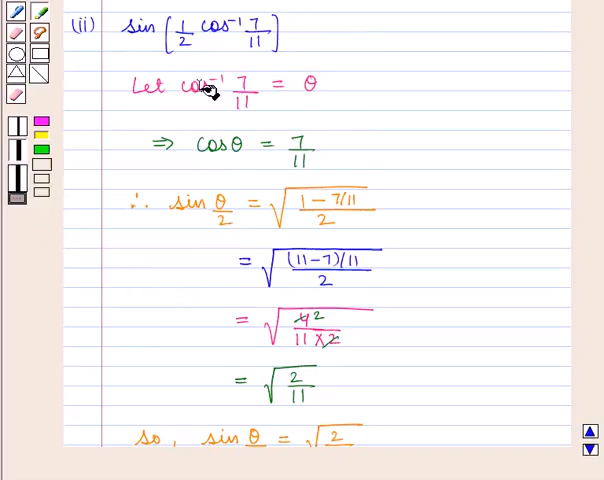 (ii) sin [1/2 cos⁻¹ 7/11]
Let cos⁻¹ 7/11 = θ
⇒ cosθ = 7/11
∴ sin θ/2 = √((1 - 7/11)/2)
= √(((11-7)/11)/2)
= √(4 2/(11 × 2))
= √(2/11)
So, sin θ = √2